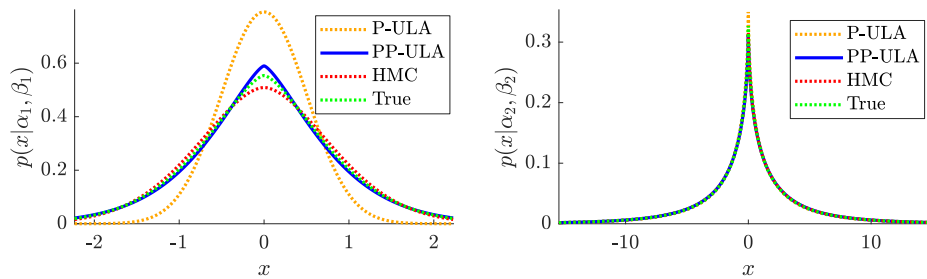 P-ULA
PP-ULA
HMC
True
p(x|α₁, β₁)
0.6
0.4
0.2
0
-2
-1
0
1
2
x
P-ULA
PP-ULA
HMC
True
p(x|α₂, β₂)
0.3
0.2
0.1
0
-10
0
10
x